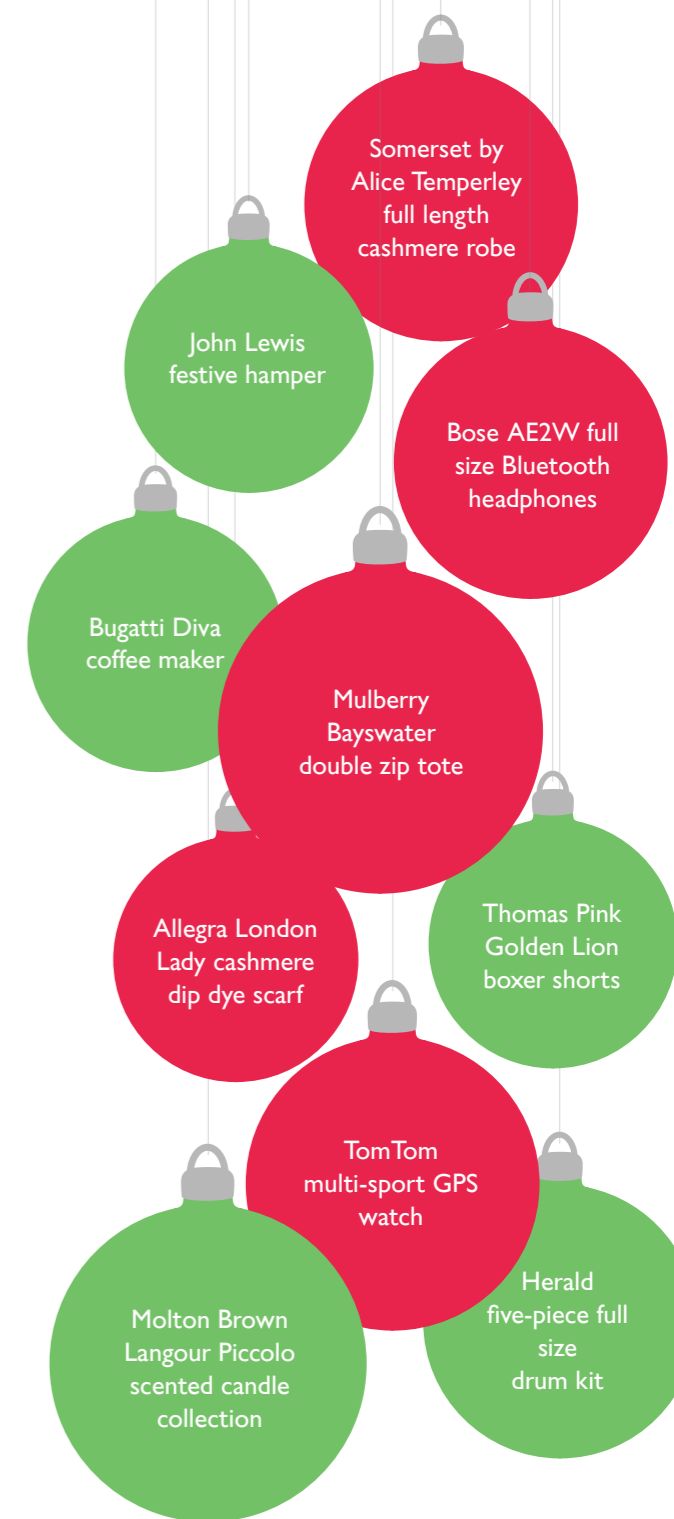 Somerset by
Alice Temperley
full length
cashmere robe
John Lewis
festive hamper
Bose AE2W full
size Bluetooth
headphones
Bugatti Diva
coffee maker
Mulberry
Bayswater
double zip tote
Allegra London
Lady cashmere
dip dye scarf
Thomas Pink
Golden Lion
boxer shorts
TomTom
multi-sport GPS
watch
Herald
five-piece full
size
drum kit
Molton Brown
Langour Piccolo
scented candle
collection